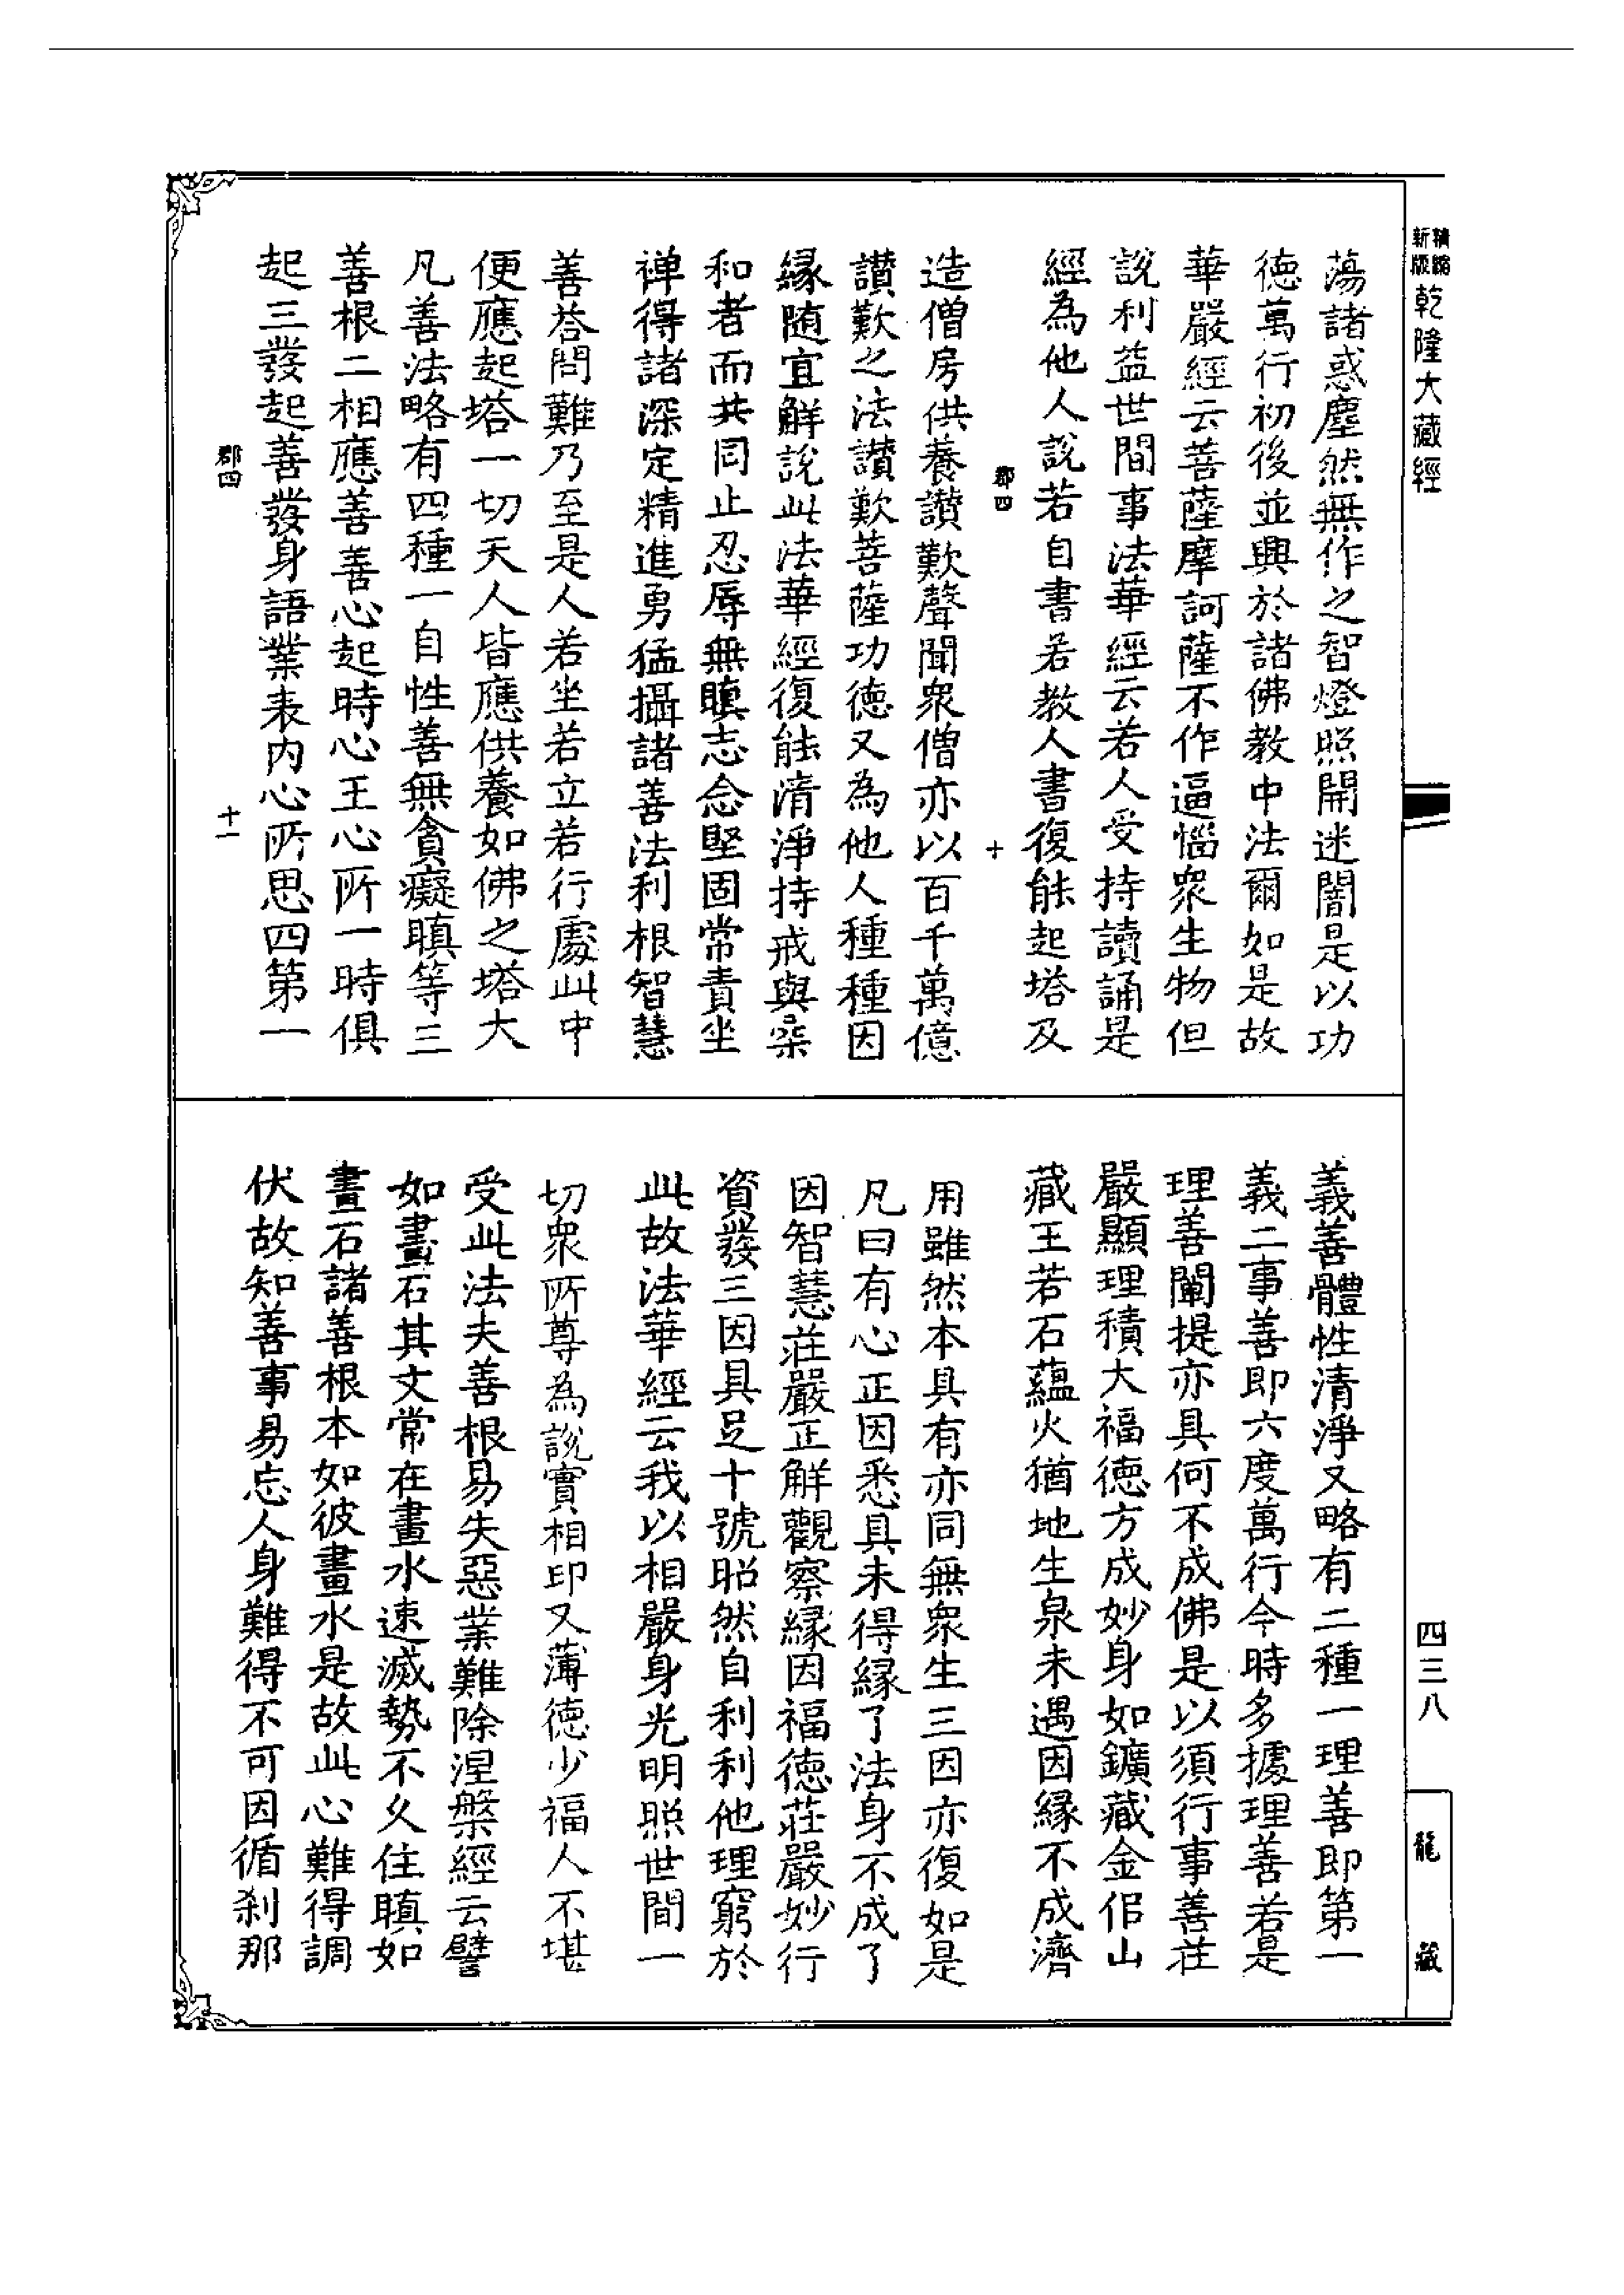 精縮新版乾隆大藏經
蕩諸惑塵然無作之智燈照開迷闇是以功
德萬行初後並興於諸佛教中法爾如是故
華嚴經云菩薩摩訶薩不作逼惱眾生物但
說利益世間事法華經云若人受持讀誦是
經為他人說若自書若教人書復能起塔及
郡四 十
造僧房供養讚歎聲聞眾僧亦以百千萬億
讚歎之法讚歎菩薩功德又為他人種種因
緣隨宜解說此法華經復能清淨持戒與柔
和者而共同止忍辱無瞋志念堅固常貴坐
禪得諸深定精進勇猛攝諸善法利根智慧
善答問難乃至是人若坐若立若行處此中
便應起塔一切天人皆應供養如佛之塔大
凡善法略有四種一自性善無貪癡瞋等三
善根二相應善善心起時心王心所一時俱
起三發起善發身語業表內心所思四第一
郡四 十一
義善體性清淨又略有二種一理善即第一
義二事善即六度萬行今時多據理善若是
理善闡提亦具何不成佛是以須行事善莊
嚴顯理積大福德方成妙身如鑛藏金似山
藏玉若石蘊火猶地生泉未遇因緣不成濟
用雖然本具有亦同無眾生三因亦復如是
凡曰有心正因悉具未得緣了法身不成了
因智慧莊嚴正解觀察緣因福德莊嚴妙行
資發三因具足十號昭然自利利他理窮於
此故法華經云我以相嚴身光明照世間一
切眾所尊為說實相印又薄德少福人不堪
受此法夫善根易失惡業難除涅槃經云譬
如畫石其文常在畫水速滅勢不久住瞋如
畫石諸善根本如彼畫水是故此心難得調
伏故知善事易忘人身難得不可因循剎那
四三八
龍藏